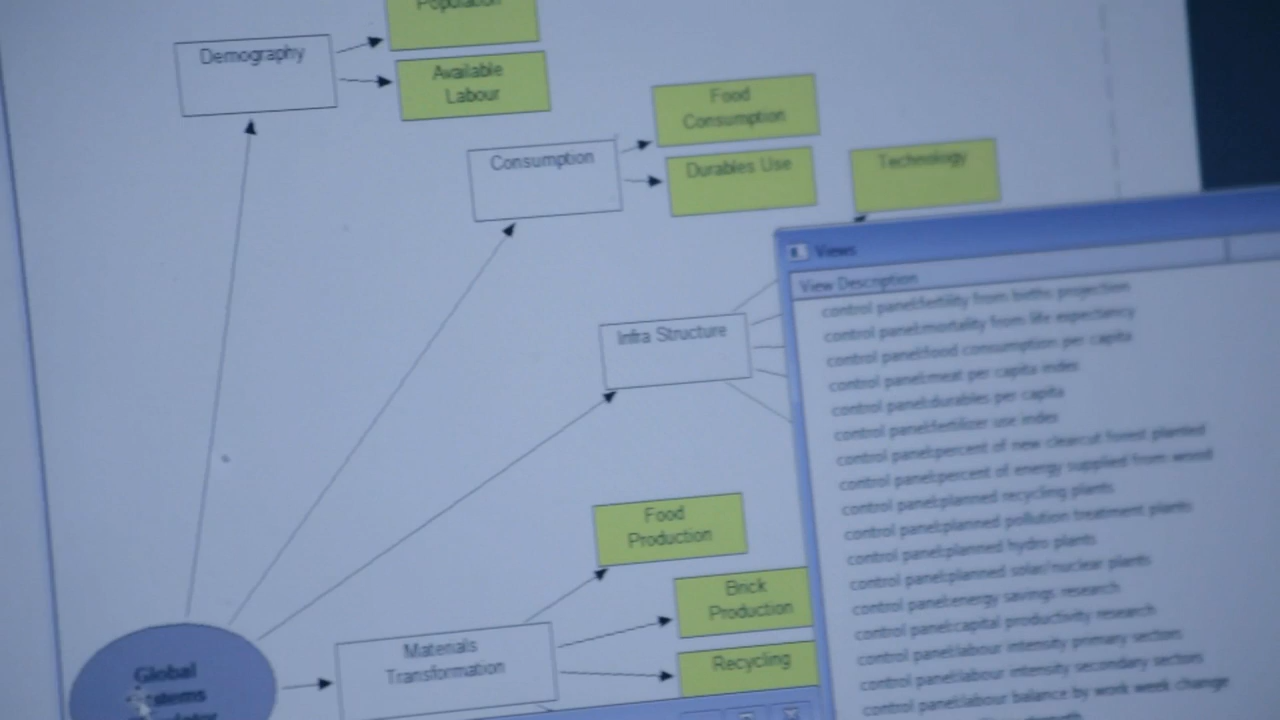 Population
Demography
Available
Labour
Food
Consumption
Consumption
Durables Use
Technology
Infra Structure
Food
Production
Brick
Production
Recycling
Materials
Transformation
Global
Views
View Description
control panel:fertility from births projection
control panel:mortality from life expectancy
control panel:food consumption per capita
control panel:meat per capita index
control panel:durables per capita
control panel:fertilizer use index
control panel:percent of new clearcut forest planted
control panel:percent of energy supplied from wood
control panel:planned recycling plants
control panel:planned pollution treatment plants
control panel:planned hydro plants
control panel:planned solar/nuclear plants
control panel:energy savings research
control panel:capital productivity research
control panel:labour intensity primary sectors
control panel:labour intensity secondary sectors
control panel:labour balance by work week change